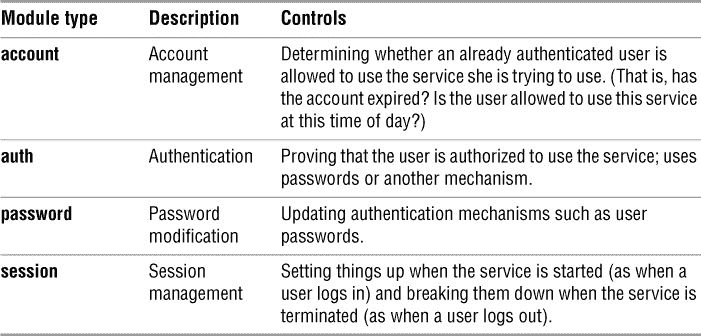 Module type Description Controls
account Account management Determining whether an already authenticated user is
allowed to use the service she is trying to use. (That is, has
the account expired? Is the user allowed to use this service
at this time of day?)
auth Authentication Proving that the user is authorized to use the service; uses
passwords or another mechanism.
password Password modification Updating authentication mechanisms such as user
passwords.
session Session management Setting things up when the service is started (as when a
user logs in) and breaking them down when the service is
terminated (as when a user logs out).